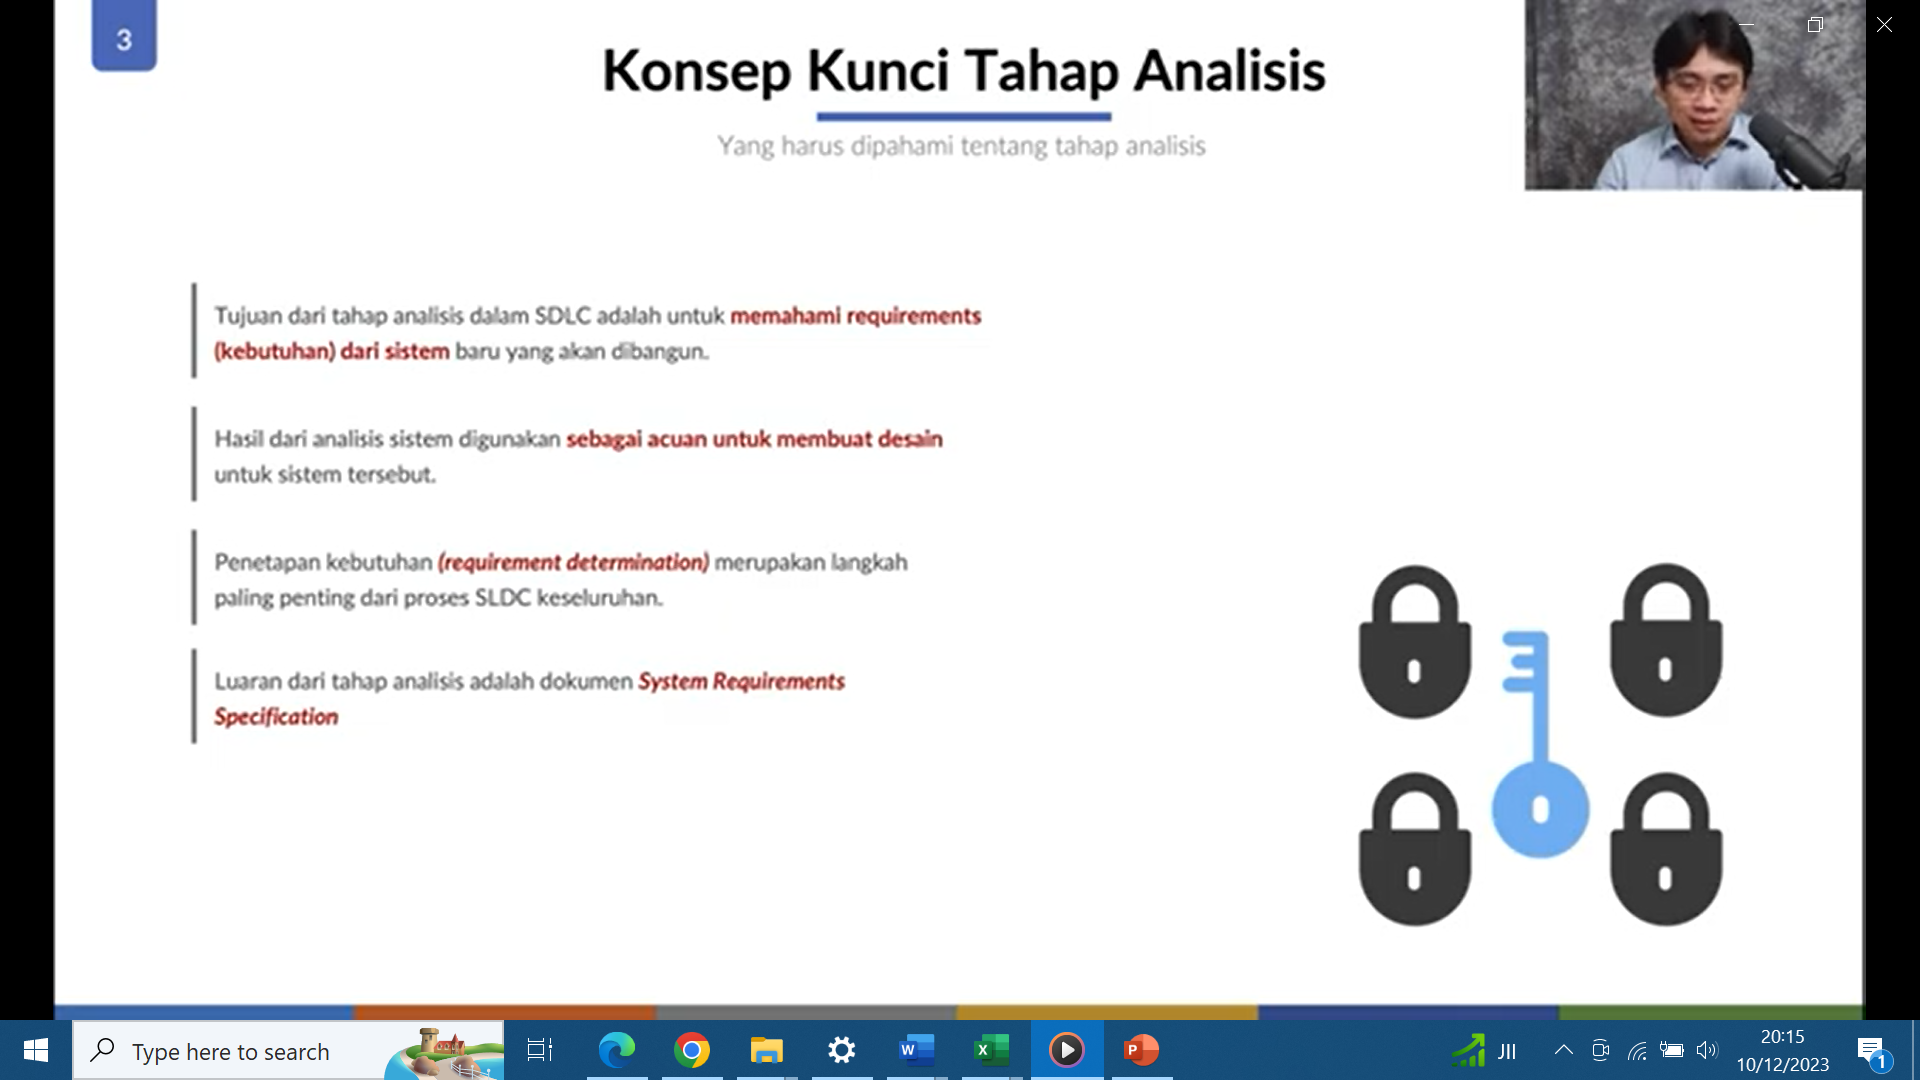 3
Konsep Kunci Tahap Analisis
Yang harus dipahami tentang tahap analisis
Tujuan dari tahap analisis dalam SDLC adalah untuk memahami requirements
(kebutuhan) dari sistem baru yang akan dibangun.
Hasil dari analisis sistem digunakan sebagai acuan untuk membuat desain
untuk sistem tersebut.
Penetapan kebutuhan (requirement determination) merupakan langkah
paling penting dari proses SLDC keseluruhan.
Luaran dari tahap analisis adalah dokumen System Requirements
Specification
Type here to search
W
X
P
JII
20:15
10/12/2023
1